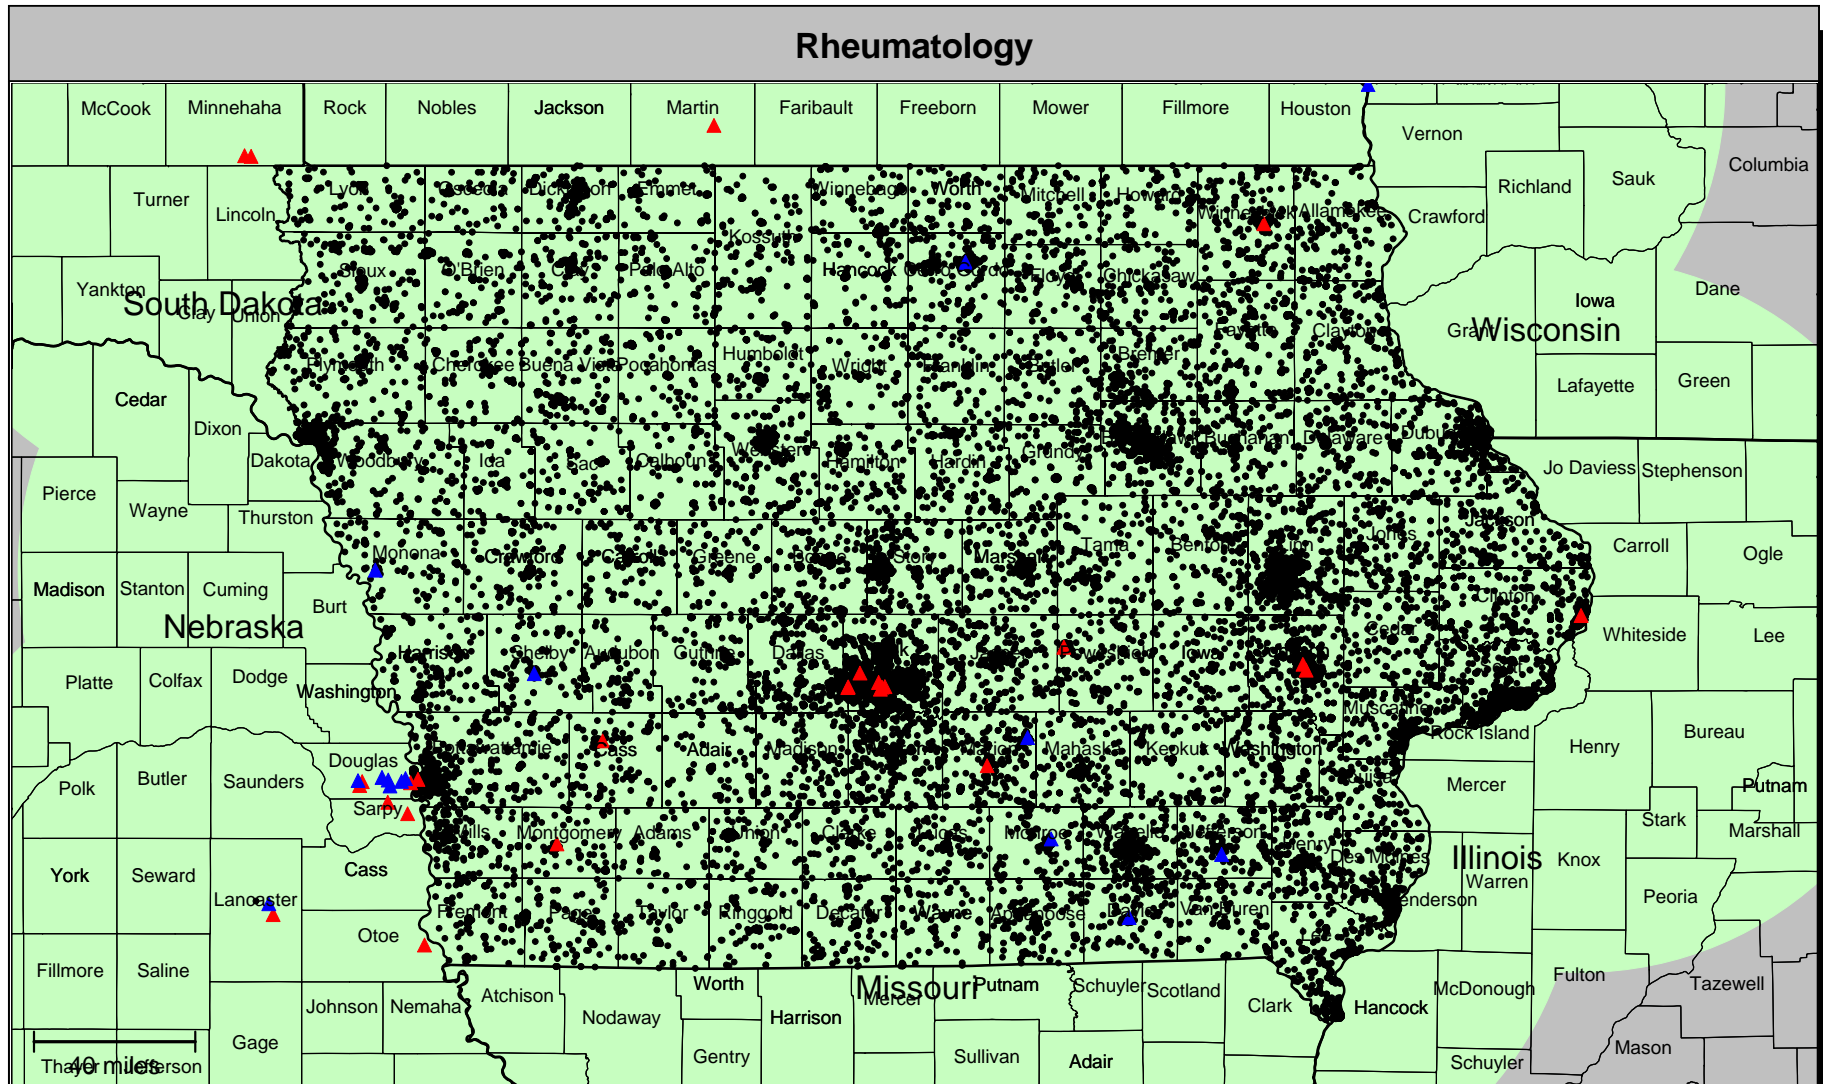 Rheumatology
McCook
Minnehaha
Rock
Nobles
Jackson
Martin
Faribault
Freeborn
Mower
Fillmore
Houston
Vernon
Columbia
Richland
Sauk
Turner
Lincoln
Crawford
Lyon
Osceola
Dickinson
Emmet
Winnebago
Worth
Mitchell
Howard
Winneshiek
Allamakee
Kossuth
Yankton
South Dakota
Clay
Union
Sioux
O'Brien
Clay
Palo Alto
Hancock
Cerro Gordo
Floyd
Chickasaw
Dane
Iowa
Grant
Wisconsin
Fayette
Clayton
Plymouth
Cherokee
Buena Vista
Pocahontas
Humboldt
Wright
Franklin
Butler
Bremer
Lafayette
Green
Cedar
Dixon
Dakota
Woodbury
Ida
Sac
Calhoun
Webster
Hamilton
Hardin
Grundy
Buchanan
Delaware
Dubuque
Jo Daviess
Stephenson
Pierce
Wayne
Thurston
Monona
Crawford
Carroll
Greene
Boone
Story
Marshall
Tama
Benton
Linn
Jones
Jackson
Carroll
Ogle
Madison
Stanton
Cuming
Burt
Nebraska
Clinton
Cedar
Whiteside
Lee
Harrison
Shelby
Audubon
Guthrie
Dallas
Jasper
Poweshiek
Iowa
Scott
Platte
Colfax
Dodge
Washington
Muscatine
Rock Island
Henry
Bureau
Douglas
Pottawattamie
Cass
Adair
Madison
Warren
Marion
Mahaska
Keokuk
Washington
Louisa
Mercer
Putnam
Polk
Butler
Saunders
Sarpy
Mills
Montgomery
Adams
Union
Clarke
Lucas
Monroe
Wapello
Jefferson
Henry
Des Moines
Illinois
Stark
Marshall
Knox
Warren
Henderson
Peoria
York
Seward
Cass
Lancaster
Otoe
Fremont
Page
Taylor
Ringgold
Decatur
Wayne
Appanoose
Davis
Van Buren
Lee
Fillmore
Saline
Johnson
Nemaha
Atchison
Worth
Missouri
Mercer
Putnam
Schuyler
Scotland
Clark
Hancock
McDonough
Fulton
Tazewell
Nodaway
Harrison
Gage
Gentry
Sullivan
Adair
Schuyler
Mason
Thayer
40 miles
Jefferson